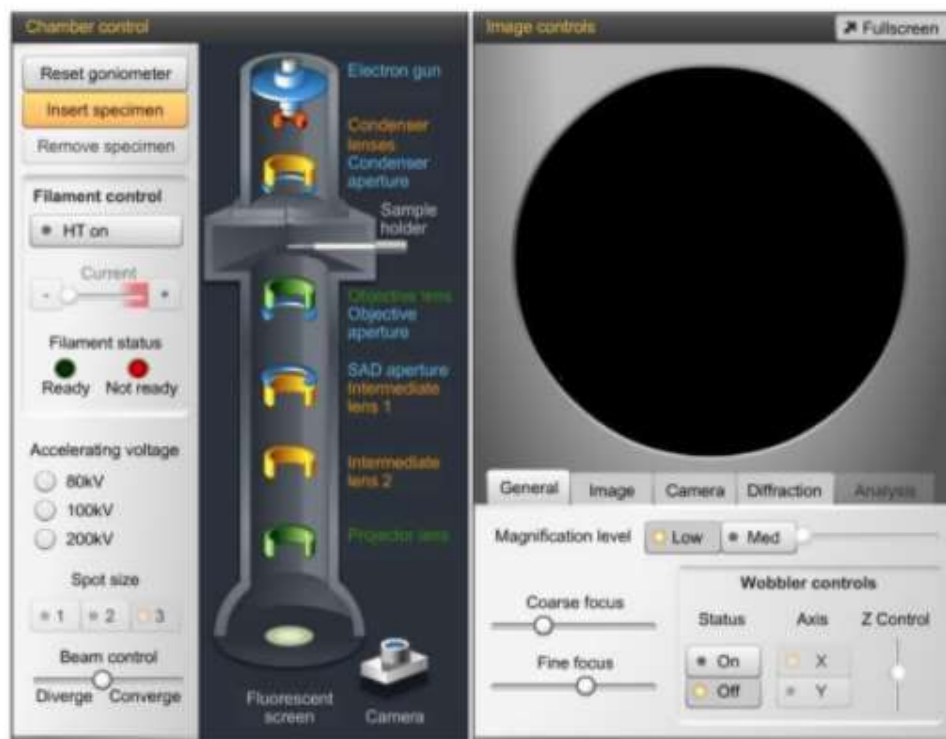 Chamber control
Reset goniometer
Insert specimen
Remove specimen
Filament control
HT on
Current
- +
Filament status
Ready Not ready
Accelerating voltage
80kV
100kV
200kV
Spot size
1 2 3
Beam control
Diverge Converge
Electron gun
Condenser
lenses
Condenser
aperture
Sample
holder
Objective lens
Objective
aperture
SAD aperture
Intermediate
lens 1
Intermediate
lens 2
Projector lens
Fluorescent
screen
Camera
Image controls
Fullscreen
General Image Camera Diffraction Analysis
Magnification level Low Med
Coarse focus
Fine focus
Wobbler controls
Status Axis Z Control
On X
Off Y